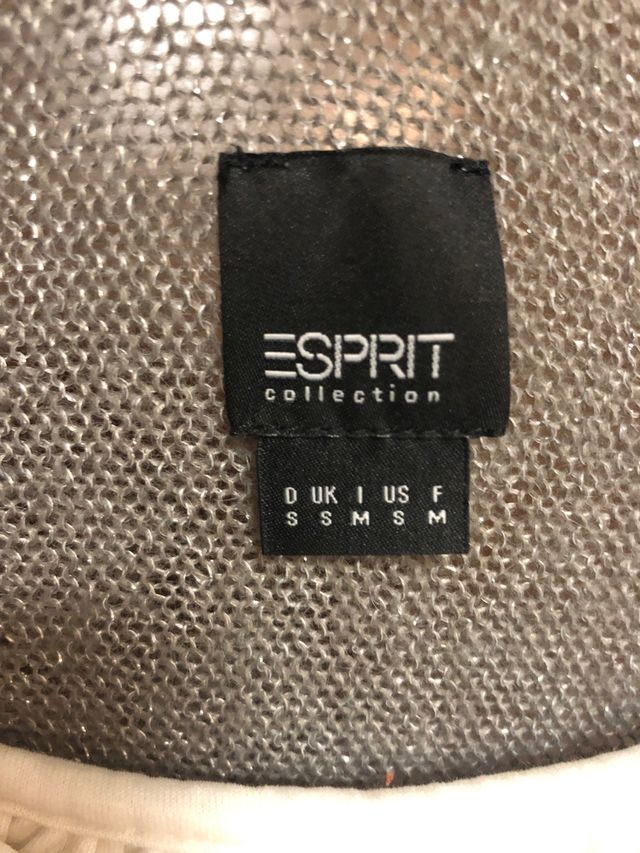 ESPRIT
collection
D UK I US F
S S M S M